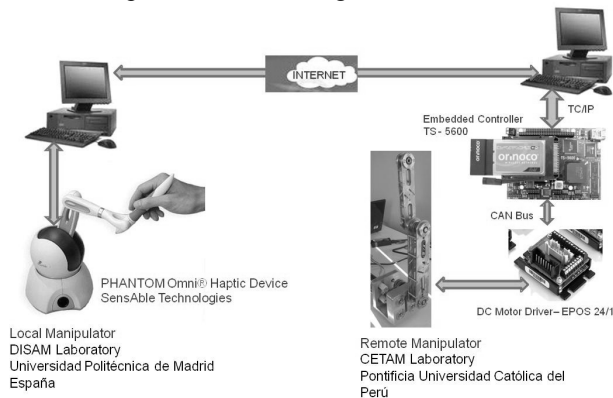 INTERNET
TC/IP
Embedded Controller
TS - 5600
orinoco
CAN Bus
PHANTOM Omni® Haptic Device
SensAble Technologies
DC Motor Driver– EPOS 24/1
Local Manipulator
DISAM Laboratory
Universidad Politécnica de Madrid
España
Remote Manipulator
CETAM Laboratory
Pontificia Universidad Católica del
Perú